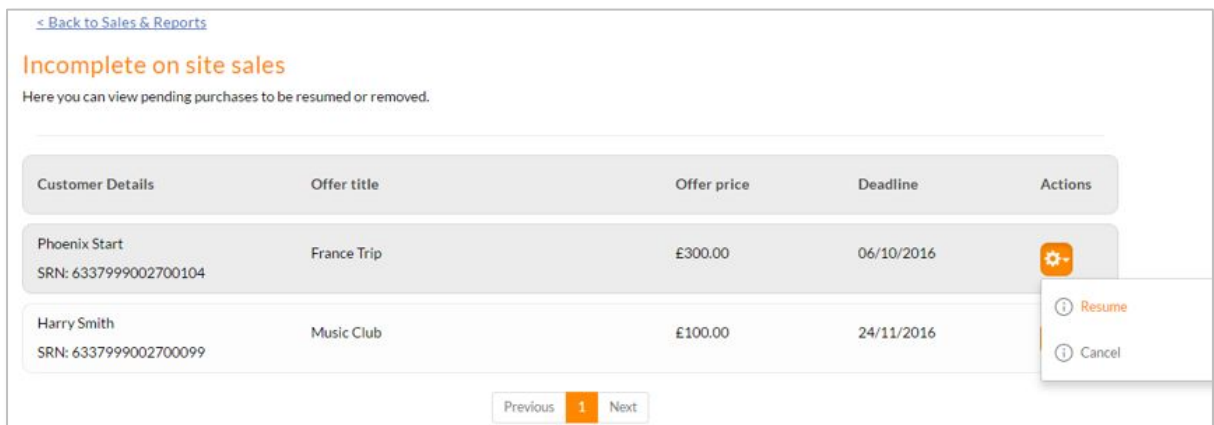 < Back to Sales & Reports
Incomplete on site sales
Here you can view pending purchases to be resumed or removed.
Customer Details Offer title Offer price Deadline Actions
Phoenix Start
SRN: 6337999002700104
France Trip £300.00 06/10/2016
Resume
Harry Smith
SRN: 6337999002700099
Music Club £100.00 24/11/2016
Cancel
Previous 1 Next